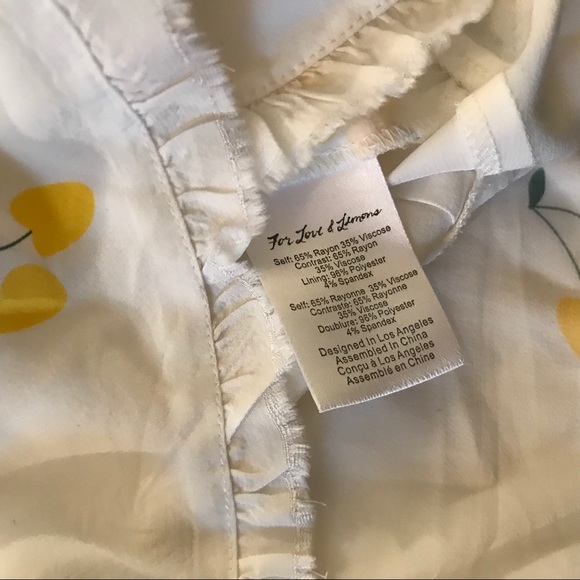 For Love & Lemons
Self: 65% Rayon 35% Viscose
Contrast: 65% Rayon
35% Viscose
Lining: 96% Polyester
4% Spandex
Self: 65% Rayonne 35% Viscose
Contraste: 65% Rayonne
35% Viscose
Doublure: 96% Polyester
4% Spandex
Designed In Los Angeles
Assembled In China
Conçu à Los Angeles
Assemblé en Chine